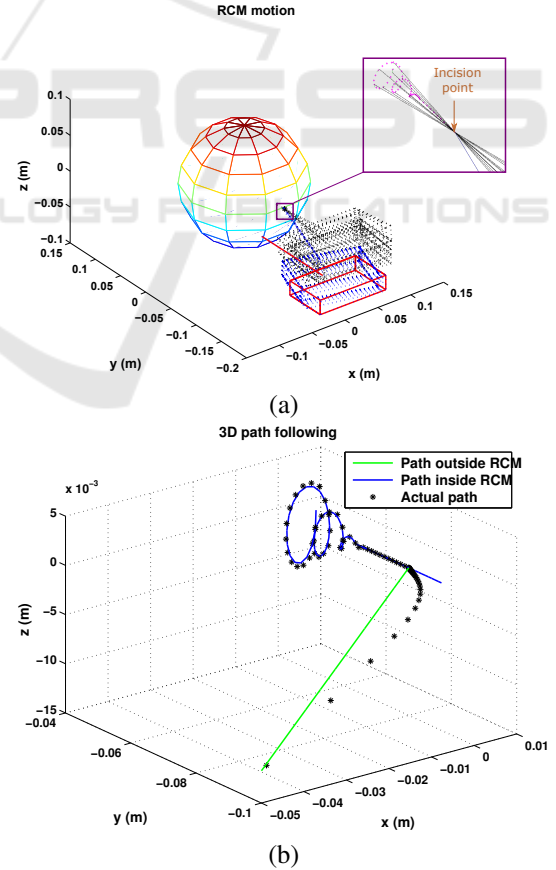 RCM motion
PRESS
LOGY PUBLICATIONS
Incision
point
0.1
0.05
0
−0.05
−0.1
z (m)
0.15
0.1
0.05
0
−0.05
−0.1
−0.15
−0.2
y (m)
−0.1
−0.05
0
0.05
0.1
0.15
x (m)
(a)
3D path following
x 10⁻³
Path outside RCM
Path inside RCM
Actual path
5
0
−5
−10
−15
z (m)
−0.04
−0.06
−0.08
−0.1
y (m)
−0.05
−0.04
−0.03
−0.02
−0.01
0
0.01
x (m)
(b)